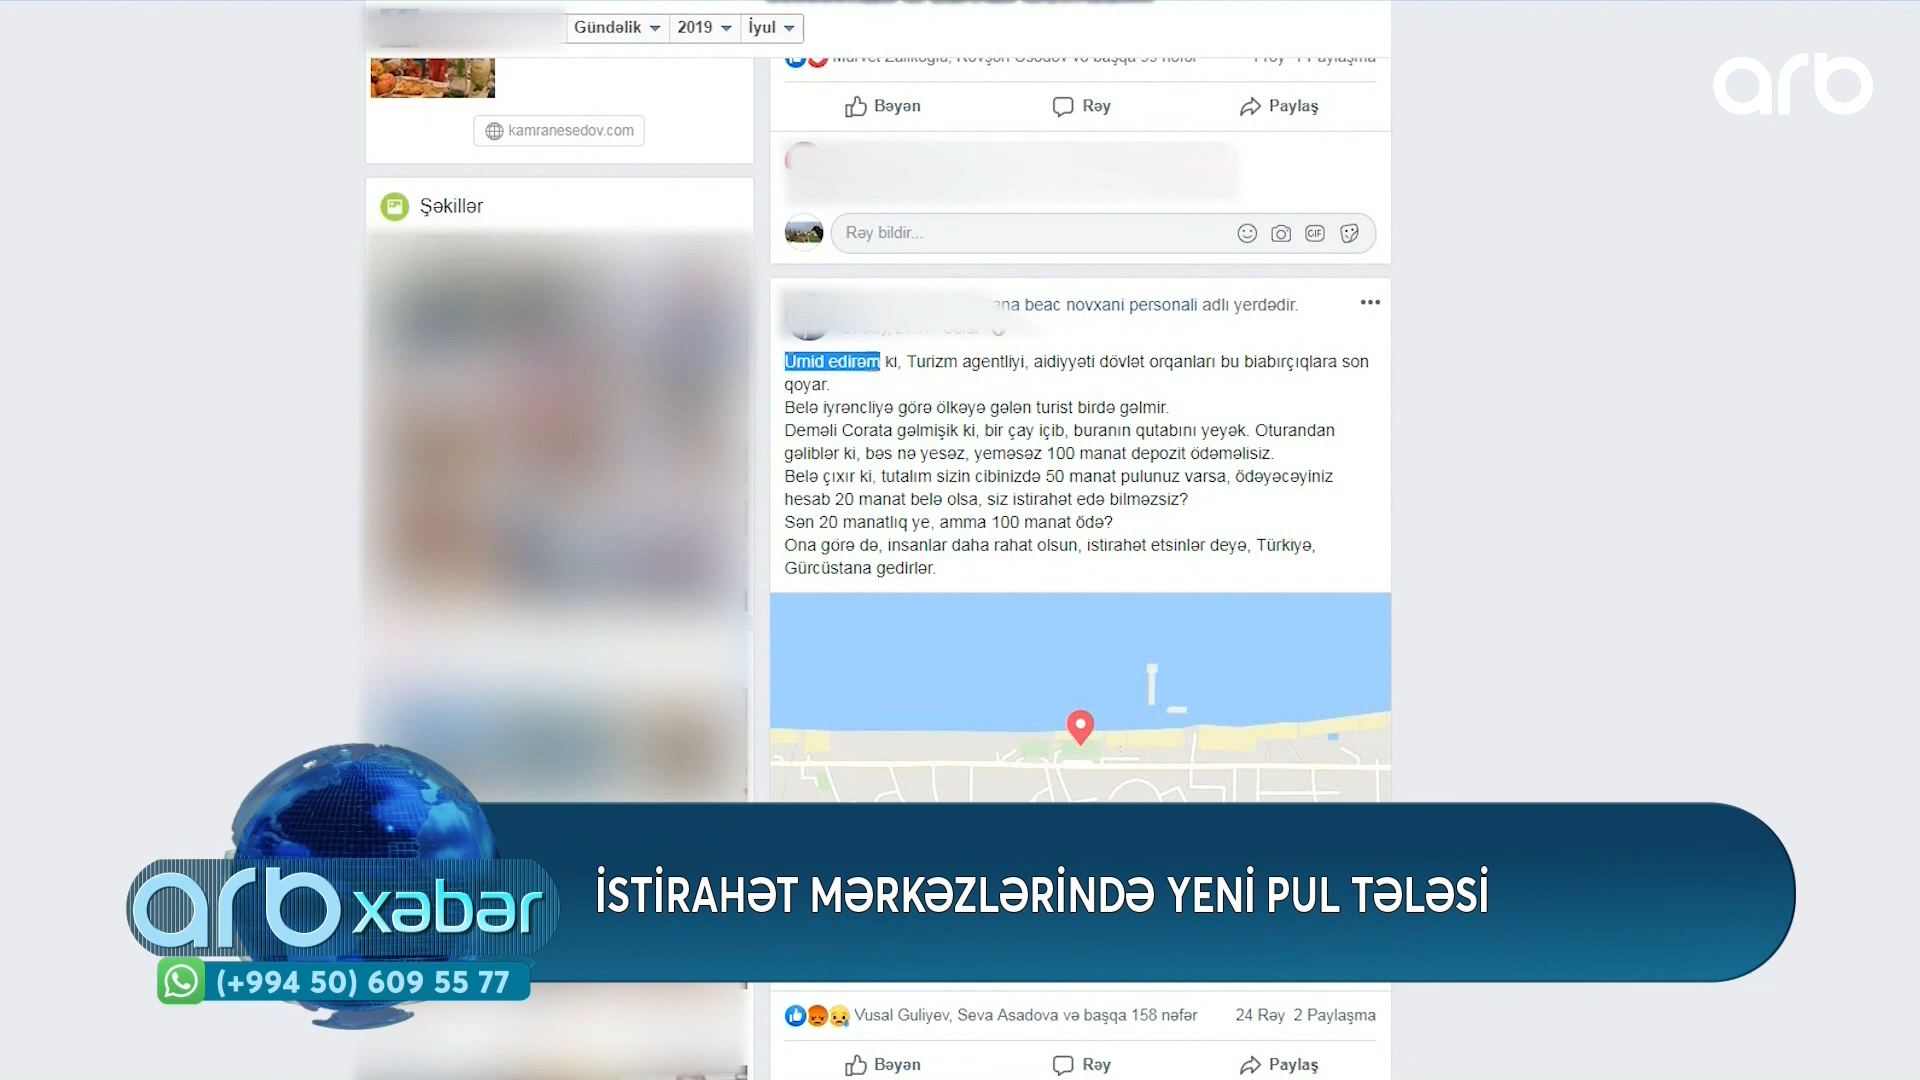 Gündəlik 2019 İyul
arb
1 Paylaşma
Bəyən Rəy Paylaş
kamranesedov.com
Şəkillər
Rəy bildir...
GIF
beac novxani personali adlı yerdədir.
Ümid edirəm ki, Turizm agentliyi, aidiyyəti dövlət orqanları bu biabırçıqlara son
qoyar.
Belə iyrəncliyə görə ölkəyə gələn turist birdə gəlmir.
Deməli Corata gəlmişik ki, bir çay içib, buranın qutabını yeyək. Oturandan
gəliblər ki, bəs nə yesəz, yeməsəz 100 manat depozit ödəməlisiz.
Belə çıxır ki, tutalım sizin cibinizdə 50 manat pulunuz varsa, ödəyəcəyiniz
hesab 20 manat belə olsa, siz istirahət edə bilməzsiz?
Sən 20 manatlıq ye, amma 100 manat ödə?
Ona görə də, insanlar daha rahat olsun, istirahət etsinlər deyə, Türkiyə,
Gürcüstana gedirlər.
İSTİRAHƏT MƏRKƏZLƏRİNDƏ YENİ PUL TƏLƏSİ
arb xəbər
(+994 50) 609 55 77
Vusal Guliyev, Seva Asadova və başqa 158 nəfər 24 Rəy 2 Paylaşma
Bəyən Rəy Paylaş